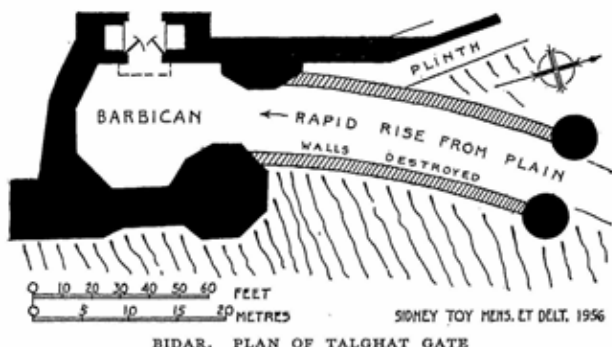 PLINTH
BARBICAN
← RAPID RISE FROM PLAIN
WALLS DESTROYED
0 10 20 30 40 50 60 FEET
0 5 10 15 20 METRES
SIDNEY TOY MENS. ET DELT. 1956
BIDAR. PLAN OF TALGHAT GATE